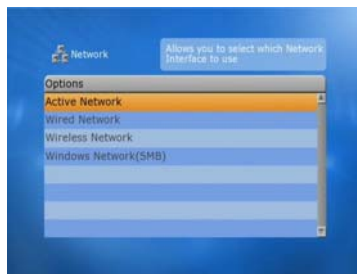 Network
Allows you to select which Network
Interface to use
Options
Active Network
Wired Network
Wireless Network
Windows Network(SMB)